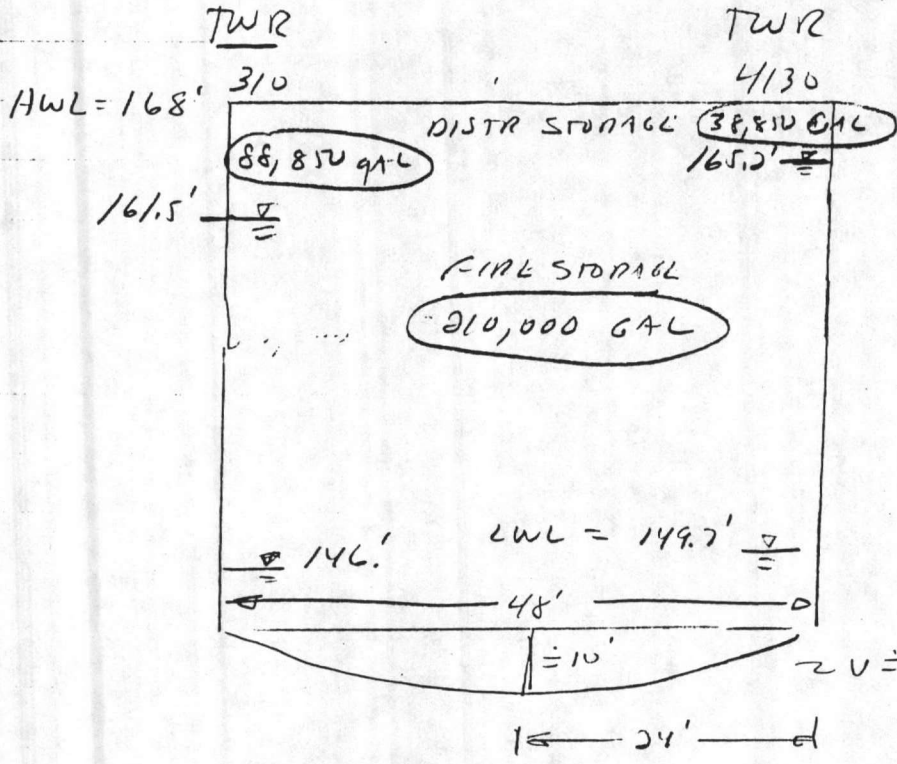 TWR TWR
310 4130
HWL = 168'
DISTR STORAGE 38,850 GAL
88,850 gAL 165.2'
161.5'
FIRE STORAGE
210,000 GAL
LWL = 149.7'
146.'
48'
≐ 10'
~ V ≐
24'